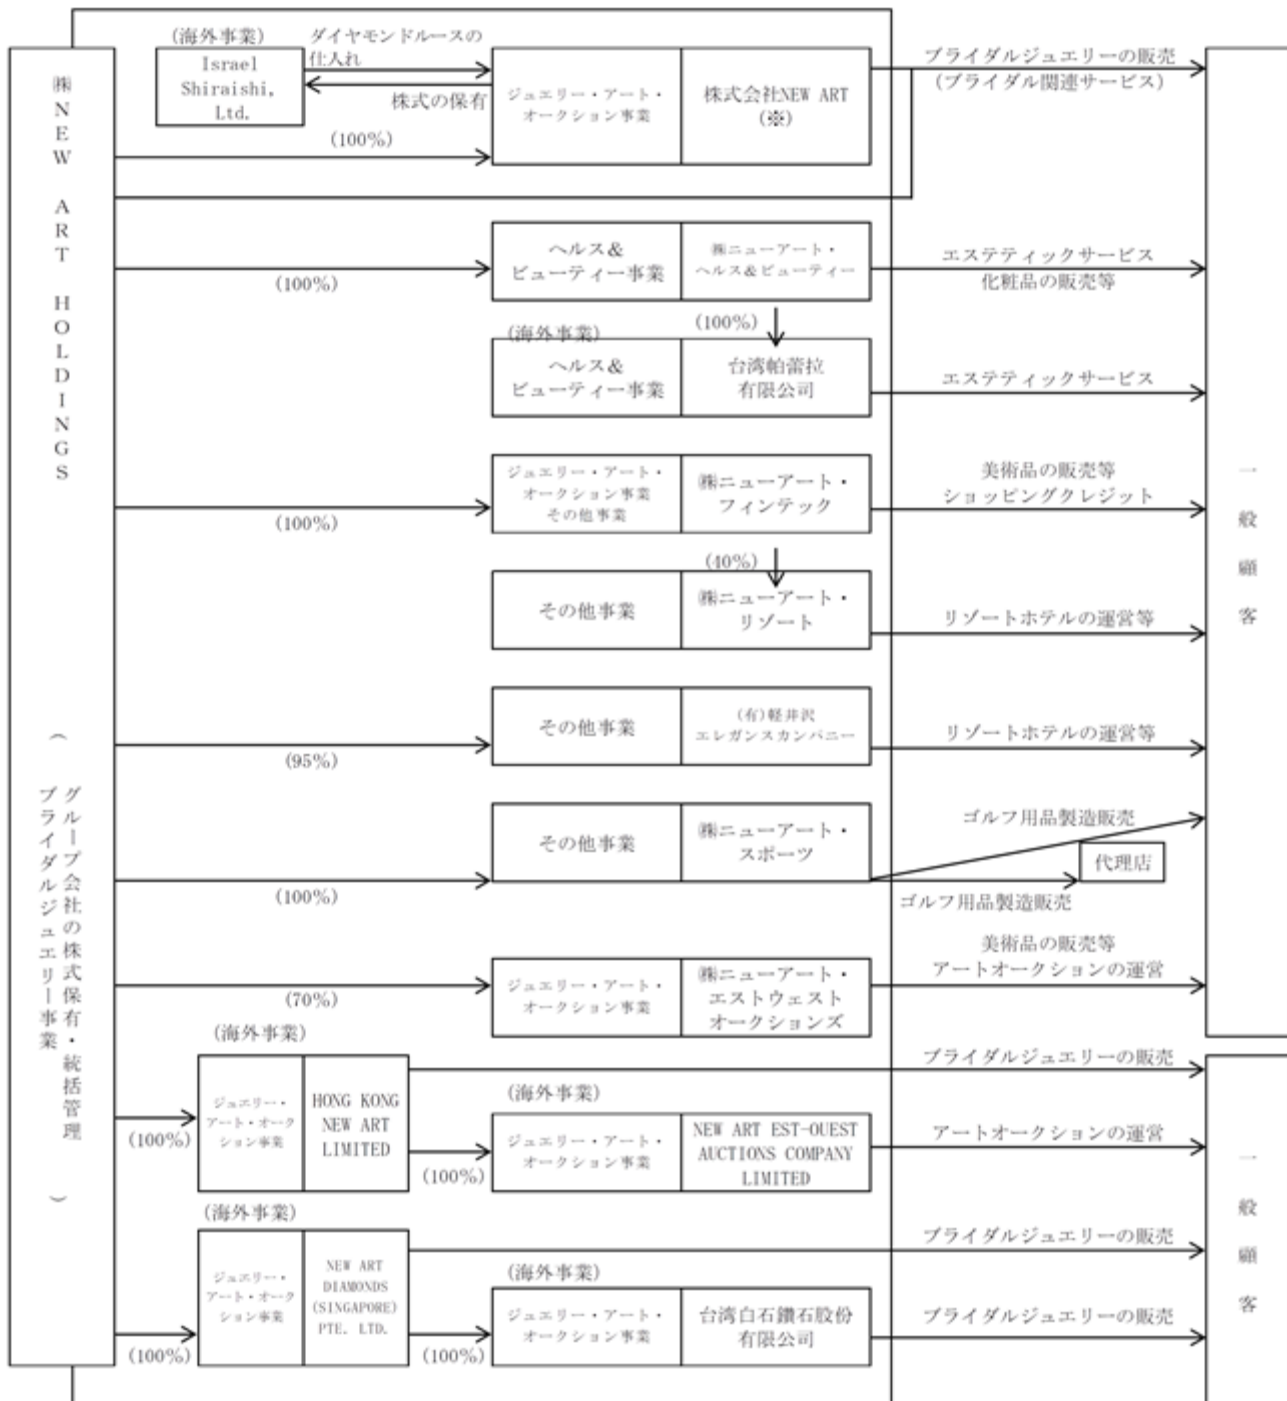 ㈱NEW ART HOLDINGS
（グループ会社の株式保有・統括管理
ブライダルジュエリー事業）
(海外事業)
Israel
Shiraishi,
Ltd.
ダイヤモンドルースの
仕入れ
株式の保有
(100%)
ジュエリー・アート・
オークション事業
株式会社NEW ART
(※)
ブライダルジュエリーの販売
(ブライダル関連サービス)
(100%)
ヘルス&
ビューティー事業
㈱ニューアート・
ヘルス&ビューティー
エステティックサービス
化粧品の販売等
(海外事業)
(100%)
ヘルス&
ビューティー事業
台湾帕蕾拉
有限公司
エステティックサービス
(100%)
ジュエリー・アート・
オークション事業
その他事業
㈱ニューアート・
フィンテック
美術品の販売等
ショッピングクレジット
(40%)
その他事業
㈱ニューアート・
リゾート
リゾートホテルの運営等
(95%)
その他事業
(有)軽井沢
エレガンスカンパニー
リゾートホテルの運営等
(100%)
その他事業
㈱ニューアート・
スポーツ
ゴルフ用品製造販売
代理店
ゴルフ用品製造販売
(70%)
ジュエリー・アート・
オークション事業
㈱ニューアート・
エストウェスト
オークションズ
美術品の販売等
アートオークションの運営
一般顧客
(海外事業)
(100%)
ジュエリー・
アート・オーク
ション事業
HONG KONG
NEW ART
LIMITED
ブライダルジュエリーの販売
(海外事業)
(100%)
ジュエリー・アート・
オークション事業
NEW ART EST-OUEST
AUCTIONS COMPANY
LIMITED
アートオークションの運営
(海外事業)
(100%)
ジュエリー・
アート・オーク
ション事業
NEW ART
DIAMONDS
(SINGAPORE)
PTE. LTD.
ブライダルジュエリーの販売
(海外事業)
(100%)
ジュエリー・アート・
オークション事業
台湾白石鑽石股份
有限公司
ブライダルジュエリーの販売
一般顧客